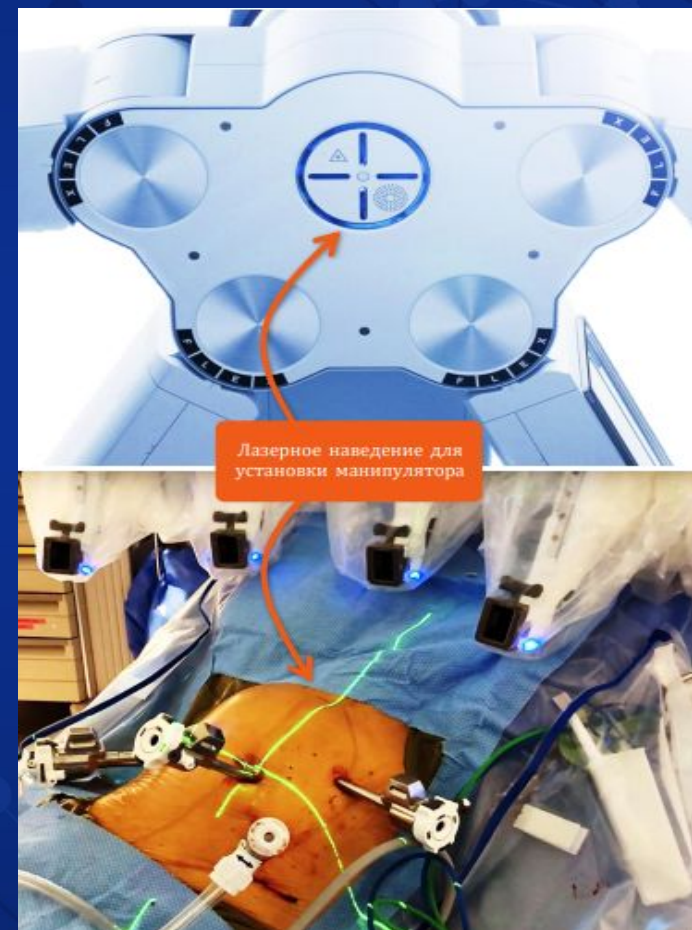 F L E X
F L E X
F L E
F L E X
Лазерное наведение для
установки манипулятора